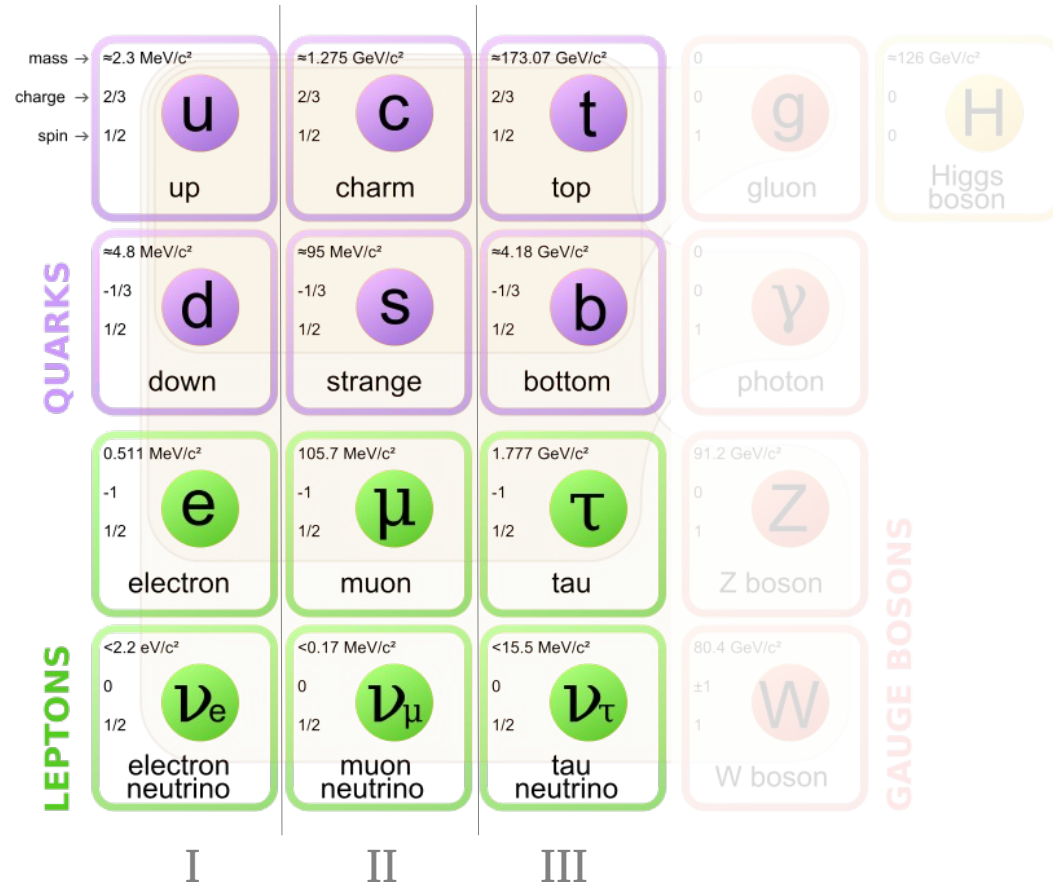 mass → ≈2.3 MeV/c²
charge → 2/3
spin → 1/2
u
up
≈1.275 GeV/c²
2/3
1/2
c
charm
≈173.07 GeV/c²
2/3
1/2
t
top
0
0
1
g
gluon
≈126 GeV/c²
0
0
H
Higgs
boson
QUARKS
≈4.8 MeV/c²
-1/3
1/2
d
down
≈95 MeV/c²
-1/3
1/2
s
strange
≈4.18 GeV/c²
-1/3
1/2
b
bottom
0
0
1
γ
photon
LEPTONS
0.511 MeV/c²
-1
1/2
e
electron
105.7 MeV/c²
-1
1/2
μ
muon
1.777 GeV/c²
-1
1/2
τ
tau
91.2 GeV/c²
0
1
Z
Z boson
GAUGE BOSONS
<2.2 eV/c²
0
1/2
νe
electron
neutrino
<0.17 MeV/c²
0
1/2
νμ
muon
neutrino
<15.5 MeV/c²
0
1/2
ντ
tau
neutrino
80.4 GeV/c²
±1
1
W
W boson
I
II
III